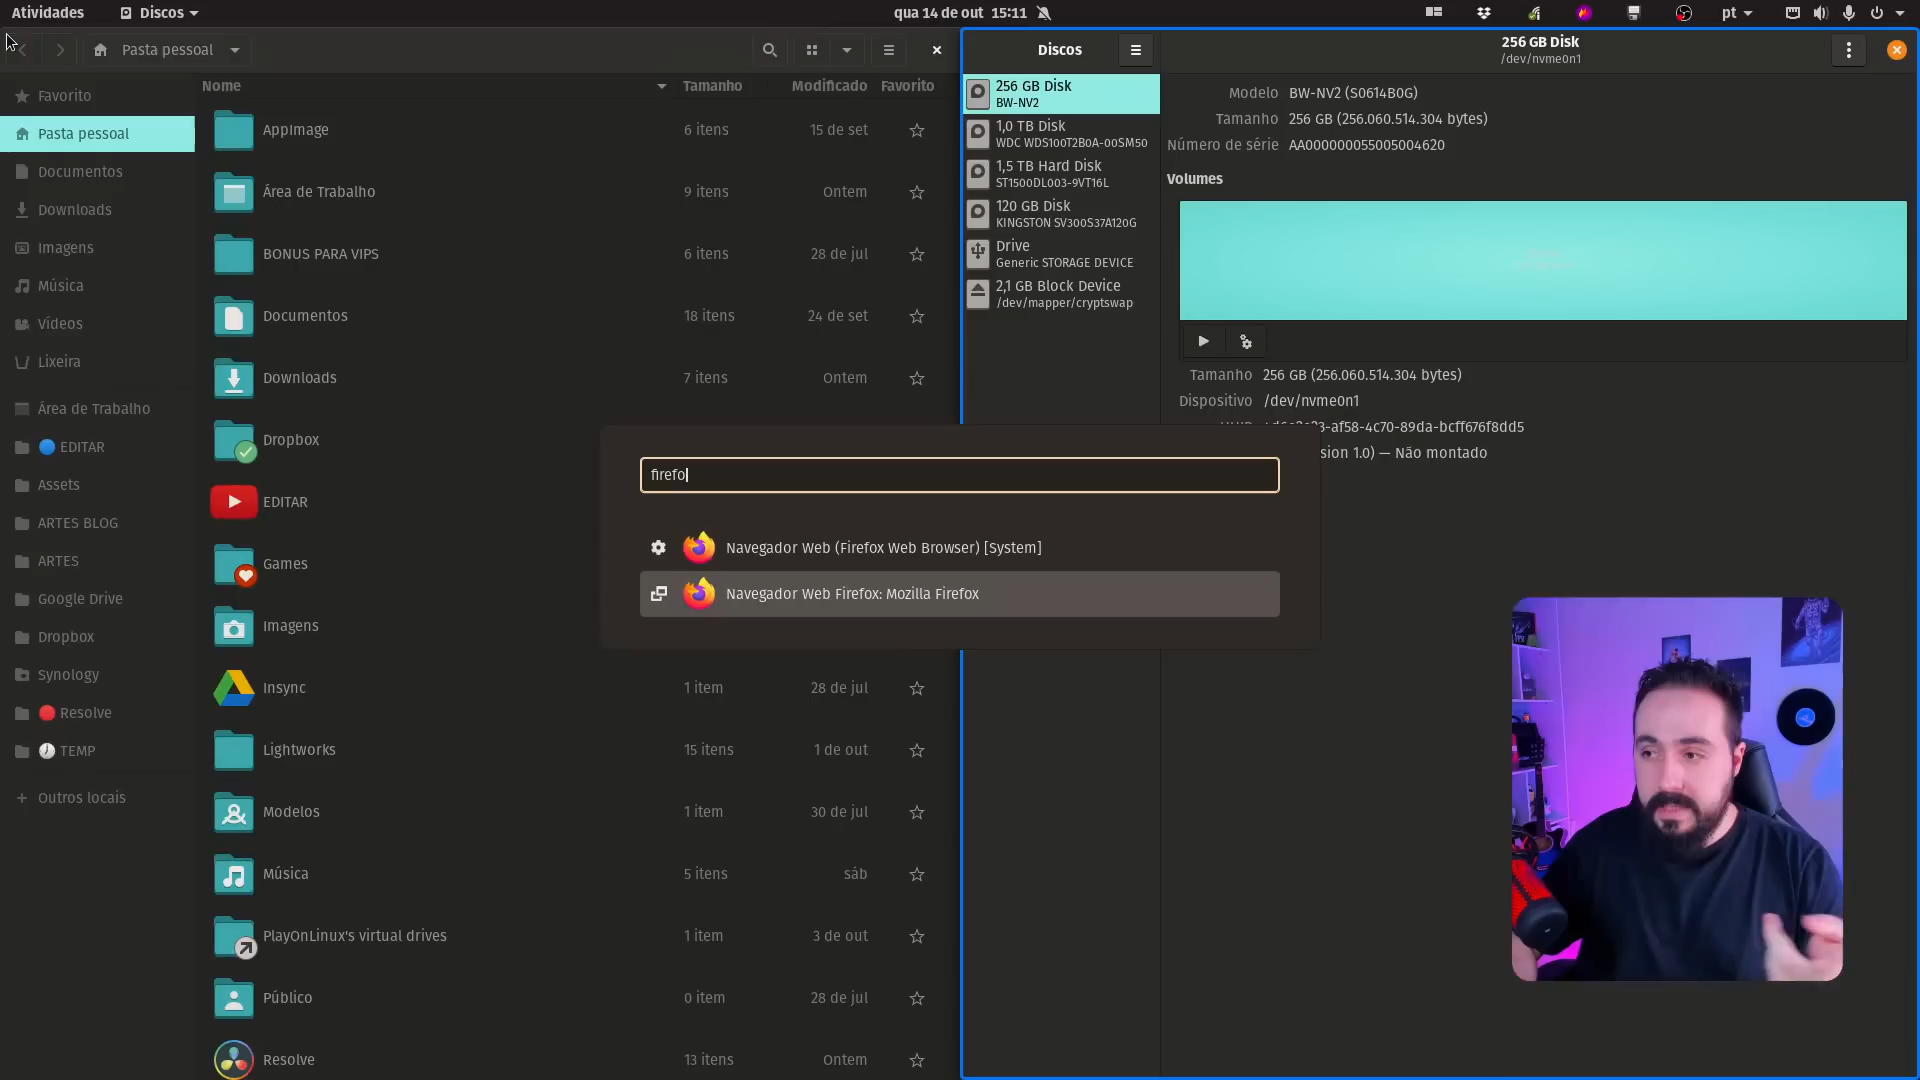 Atividades
Discos
qua 14 de out 15:11
pt
Pasta pessoal
Favorito
Pasta pessoal
Documentos
Downloads
Imagens
Música
Vídeos
Lixeira
Área de Trabalho
EDITAR
Assets
ARTES BLOG
ARTES
Google Drive
Dropbox
Synology
Resolve
TEMP
Outros locais
Nome Tamanho Modificado Favorito
AppImage 6 itens 15 de set
Área de Trabalho 9 itens Ontem
BONUS PARA VIPS 6 itens 28 de jul
Documentos 18 itens 24 de set
Downloads 7 itens Ontem
Dropbox
EDITAR
Games
Imagens
Insync 1 item 28 de jul
Lightworks 15 itens 1 de out
Modelos 1 item 30 de jul
Música 5 itens sáb
PlayOnLinux's virtual drives 1 item 3 de out
Público 0 item 28 de jul
Resolve 13 itens Ontem
firefo
Navegador Web (Firefox Web Browser) [System]
Navegador Web Firefox: Mozilla Firefox
Discos
256 GB Disk
BW-NV2
1,0 TB Disk
WDC WDS100T2B0A-00SM50
1,5 TB Hard Disk
ST1500DL003-9VT16L
120 GB Disk
KINGSTON SV300S37A120G
Drive
Generic STORAGE DEVICE
2,1 GB Block Device
/dev/mapper/cryptswap
256 GB Disk
/dev/nvme0n1
Modelo BW-NV2 (S0614B0G)
Tamanho 256 GB (256.060.514.304 bytes)
Número de série AA000000055005004620
Volumes
Tamanho 256 GB (256.060.514.304 bytes)
Dispositivo /dev/nvme0n1
-af58-4c70-89da-bcff676f8dd5
sion 1.0) — Não montado